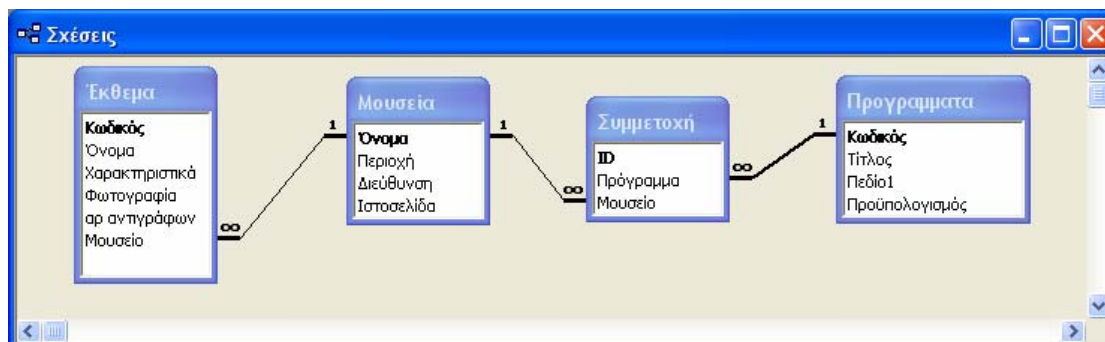 Σχέσεις
Έκθεμα
Κωδικός
Όνομα
Χαρακτηριστικά
Φωτογραφία
αρ αντιγράφων
Μουσείο
∞
1
Μουσεία
Όνομα
Περιοχή
Διεύθυνση
Ιστοσελίδα
1
∞
Συμμετοχή
ID
Πρόγραμμα
Μουσείο
∞
1
Προγραμματα
Κωδικός
Τίτλος
Πεδίο1
Προϋπολογισμός